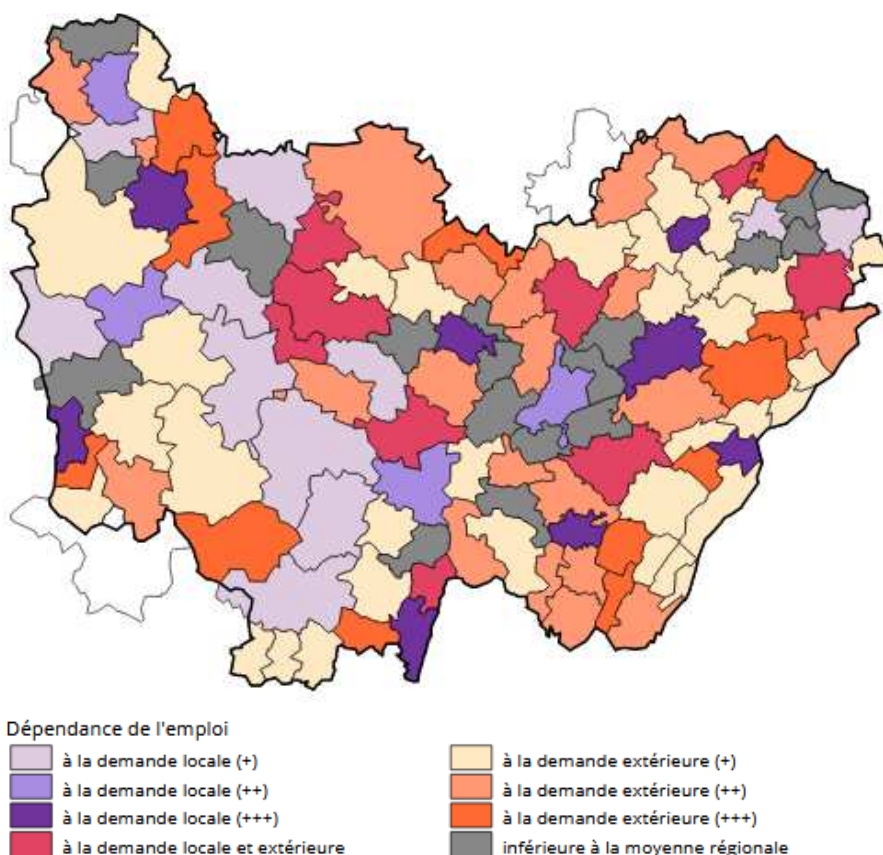 Dépendance de l'emploi
à la demande locale (+)
à la demande locale (++)
à la demande locale (+++)
à la demande locale et extérieure
à la demande extérieure (+)
à la demande extérieure (++)
à la demande extérieure (+++)
inférieure à la moyenne régionale